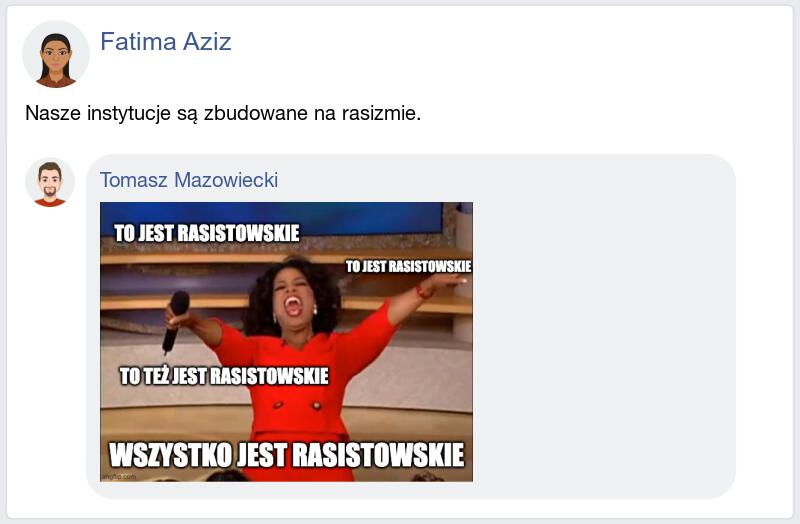 Fatima Aziz
Nasze instytucje są zbudowane na rasizmie.
Tomasz Mazowiecki
TO JEST RASISTOWSKIE
TO JEST RASISTOWSKIE
TO TEŻ JEST RASISTOWSKIE
WSZYSTKO JEST RASISTOWSKIE
imgflip.com